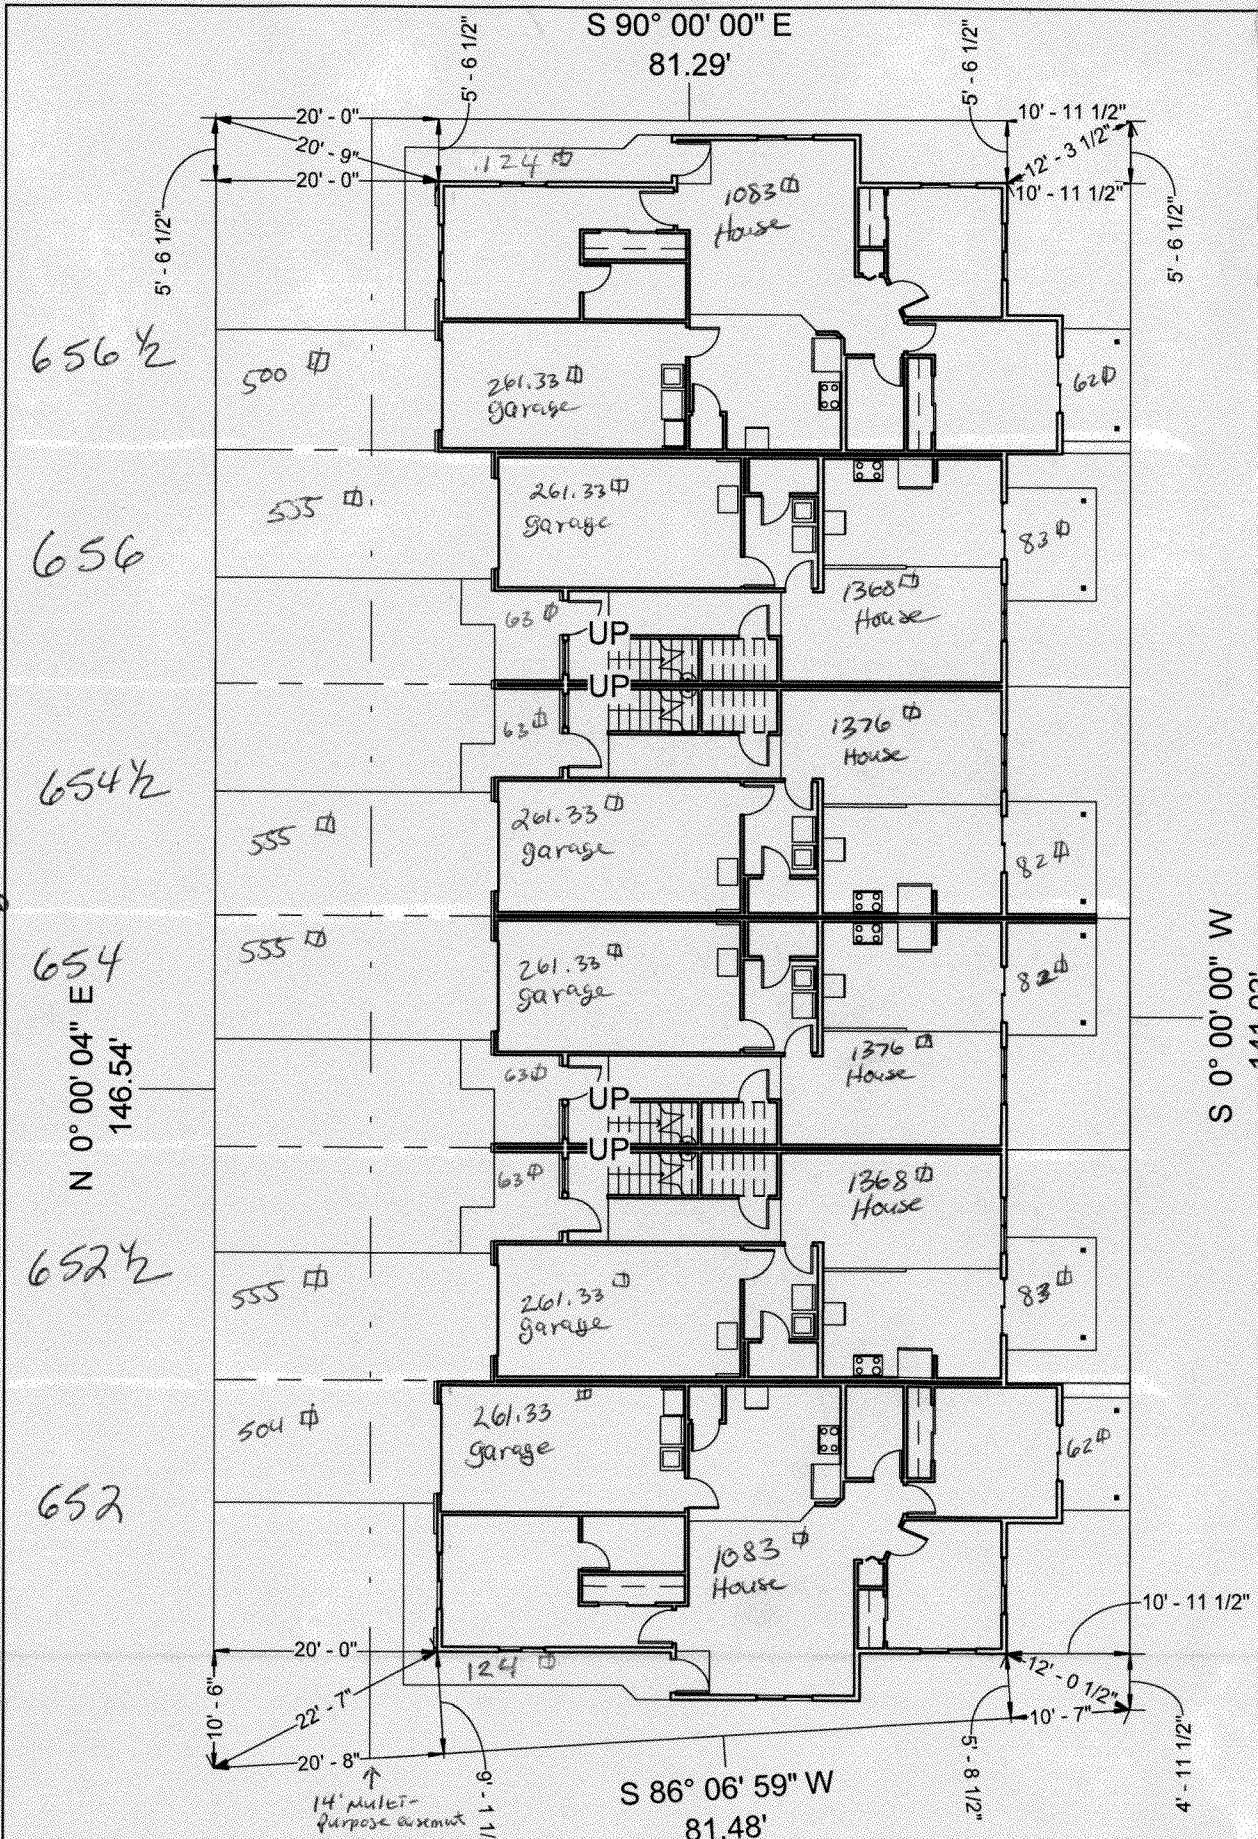 S 90° 00' 00" E
81.29'
5' - 6 1/2"
5' - 6 1/2"
20' - 0"
20' - 9"
20' - 0"
10' - 11 1/2"
12' - 3 1/2"
10' - 11 1/2"
5' - 6 1/2"
5' - 6 1/2"
.124
1083
House
656 ½
500
261.33
garage
62
656
555
261.33
garage
83
1368
House
63
UP
UP
63
1376
House
654 ½
555
261.33
garage
82
654
555
261.33
garage
82
1376
House
N 0° 00' 04" E
146.54'
S 0° 00' 00" W
63
UP
UP
63
1368
House
652 ½
555
261.33
garage
83
504
261.33
garage
62
652
1083
House
10' - 11 1/2"
20' - 0"
124
12' - 0 1/2"
10' - 6"
22' - 7"
10' - 7"
20' - 8"
5' - 8 1/2"
4' - 11 1/2"
14' Multi-
Purpose easement
S 86° 06' 59" W
81.48'